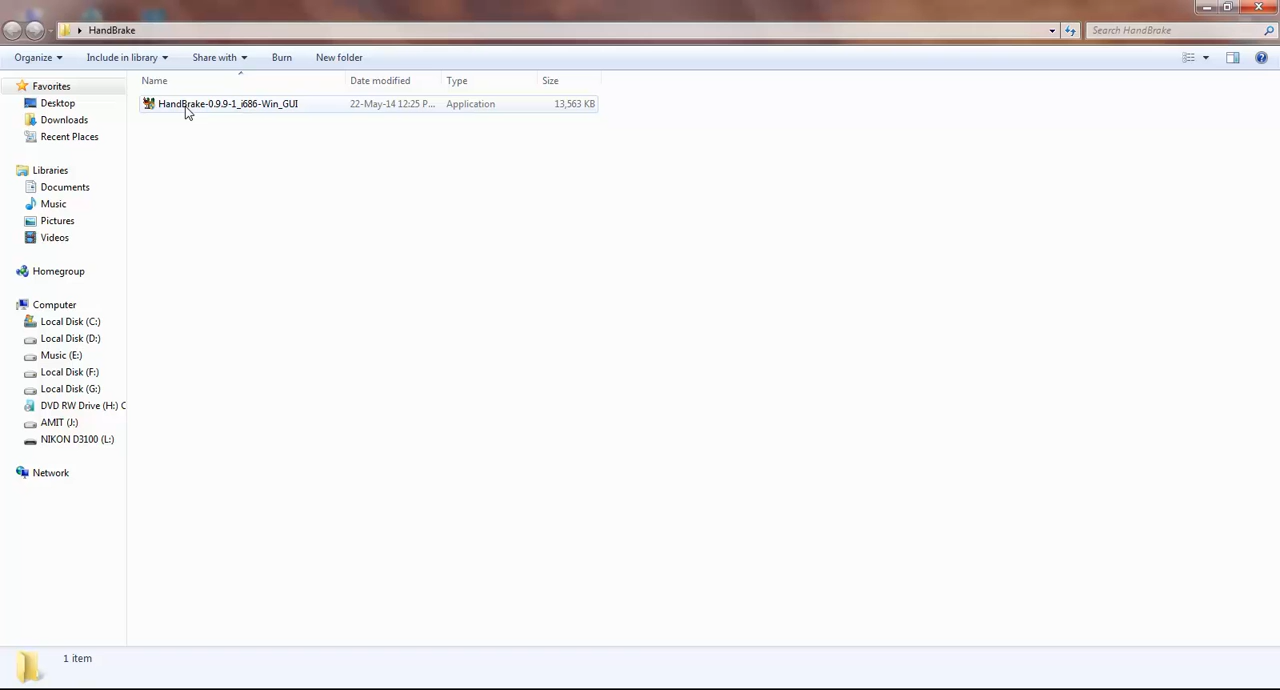 HandBrake
Search HandBrake
Organize
Include in library
Share with
Burn
New folder
Name
Date modified
Type
Size
HandBrake-0.9.9-1_i686-Win_GUI
22-May-14 12:25 P...
Application
13,563 KB
Favorites
Desktop
Downloads
Recent Places
Libraries
Documents
Music
Pictures
Videos
Homegroup
Computer
Local Disk (C:)
Local Disk (D:)
Music (E:)
Local Disk (F:)
Local Disk (G:)
DVD RW Drive (H:) C
AMIT (J:)
NIKON D3100 (L:)
Network
1 item